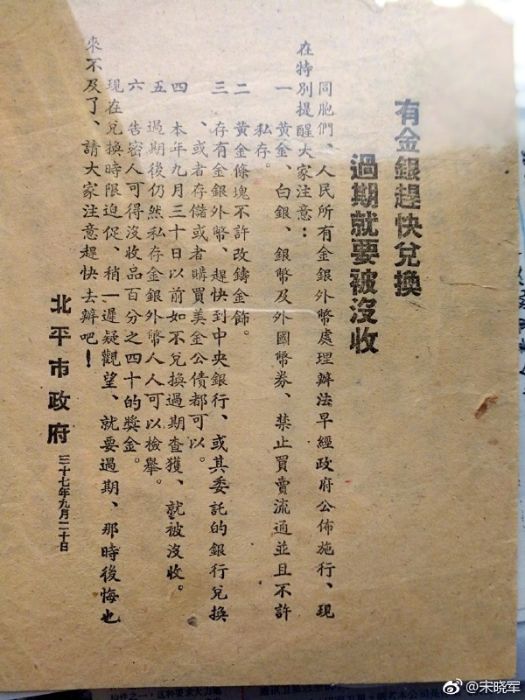 有金銀趕快兌換
過期就要被沒收
同胞們、人民所有金銀外幣處理辦法早經政府公佈施行、現
在特別提醒大家注意：
一　黃金、白銀、銀幣及外國幣券、禁止買賣流通並且不許
私存。
二　黃金條塊不許改鑄金飾。
三　存有金銀外幣、趕快到中央銀行、或其委託的銀行兌換
、或者存儲或者購買美金公債都可以。
四　本年九月三十日以前如不兌換過期查獲、就被沒收。
五　過期後仍然私存金銀外幣人人可以檢舉。
六　告密人可得沒收品百分之四十的獎金。
現在兌換時限迫促、稍一遲疑觀望、就要過期、那時後悔也
來不及了、請大家注意趕快去辦吧！
北平市政府
三十七年九月二十日
@宋晓军